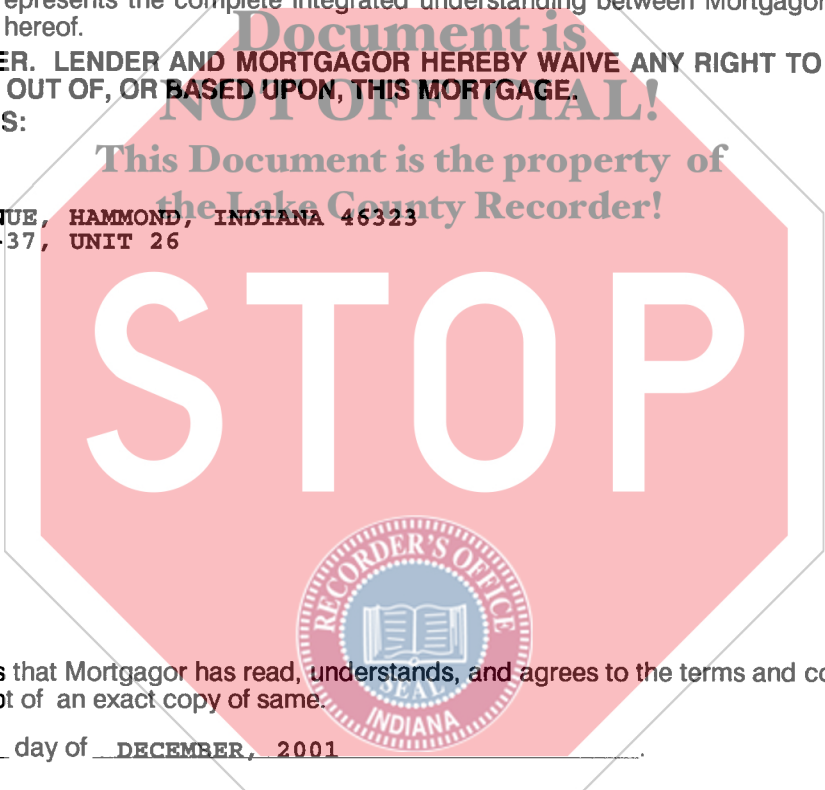 epresents the complete integrated understanding between Mortgagor
hereof.
Document is
ER. LENDER AND MORTGAGOR HEREBY WAIVE ANY RIGHT TO
OUT OF, OR BASED UPON, THIS MORTGAGE.
NOT OFFICIAL!
S:
This Document is the property of
the Lake County Recorder!
NUE, HAMMOND, INDIANA 46323
-37, UNIT 26
STOP
RECORDER'S OFFICE
SEAL
INDIANA
s that Mortgagor has read, understands, and agrees to the terms and co
pt of an exact copy of same.
day of DECEMBER, 2001.